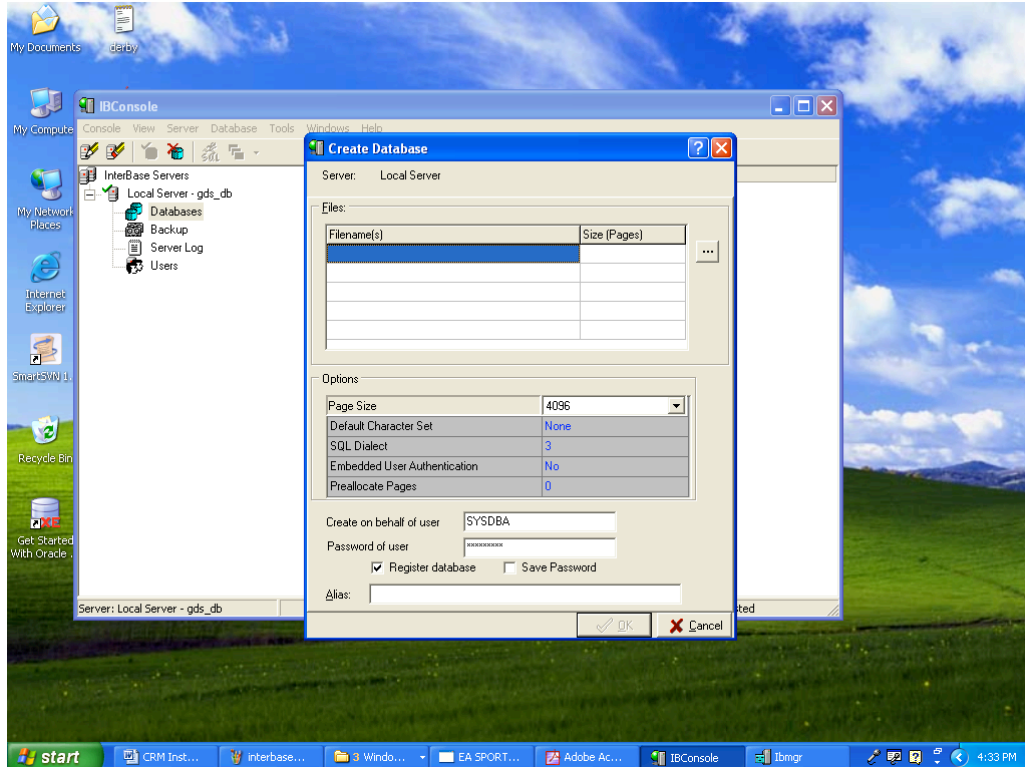 My Documents
derby
My Compute
My Network
Places
Internet
Explorer
SmartSVN 1.
Recycle Bin
Get Started
With Oracle .
IBConsole
Console View Server Database Tools Windows Help
InterBase Servers
Local Server - gds_db
Databases
Backup
Server Log
Users
Server: Local Server - gds_db
sted
Create Database
Server: Local Server
Files:
Filename(s) Size (Pages)
...
Options
Page Size 4096
Default Character Set None
SQL Dialect 3
Embedded User Authentication No
Preallocate Pages 0
Create on behalf of user SYSDBA
Password of user xxxxxxxxx
Register database Save Password
Alias:
OK Cancel
start CRM Inst... interbase... 3 Windo... EA SPORT... Adobe Ac... IBConsole Ibmgr 4:33 PM